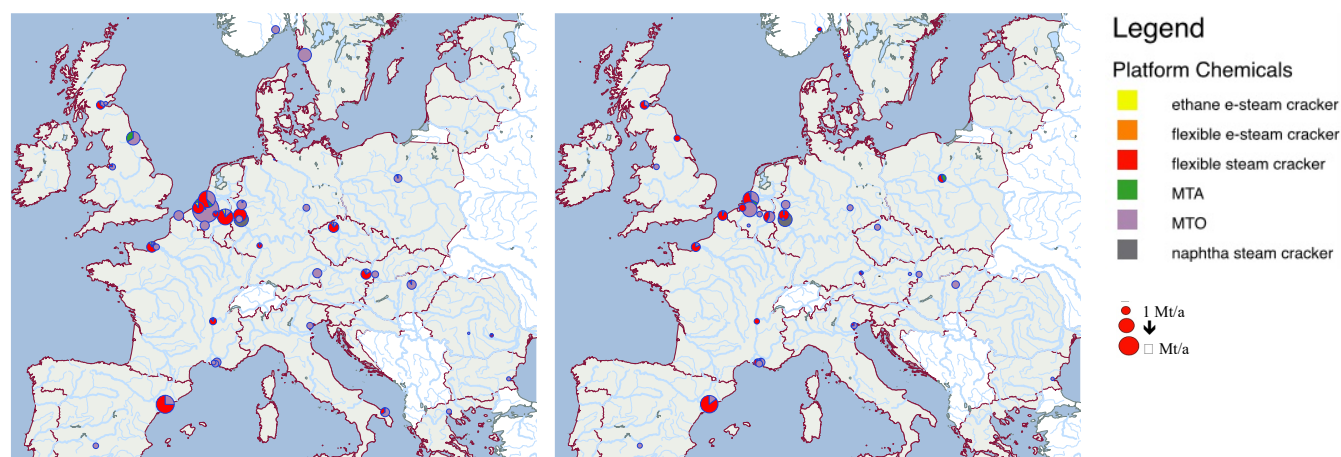 Legend
Platform Chemicals
ethane e-steam cracker
flexible e-steam cracker
flexible steam cracker
MTA
MTO
naphtha steam cracker
1 Mt/a
Mt/a